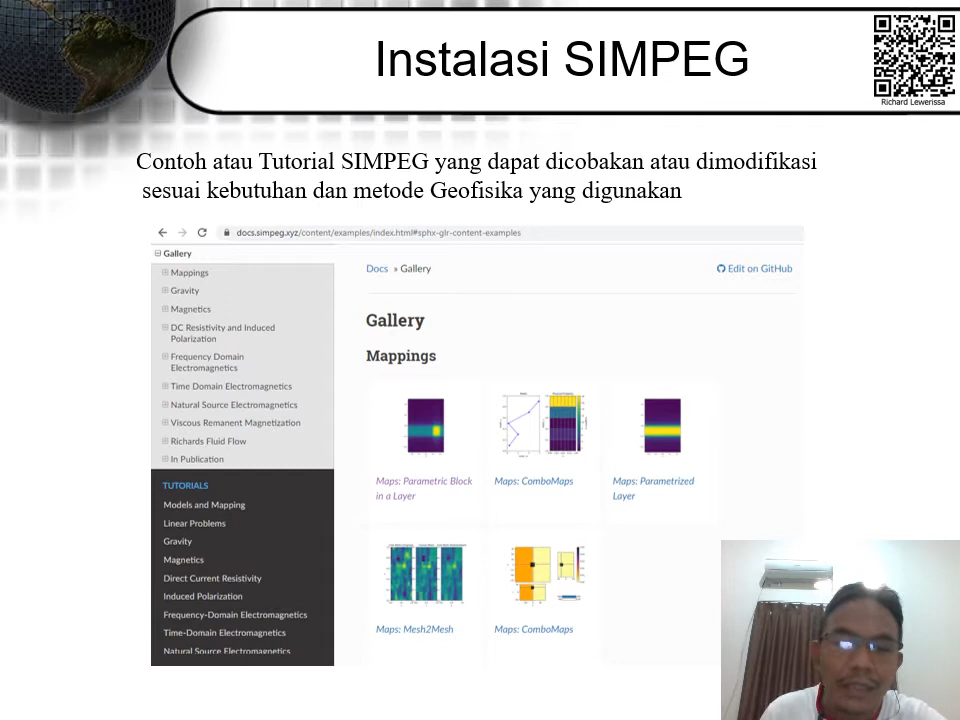 Instalasi SIMPEG
Richard Lewerissa
Contoh atau Tutorial SIMPEG yang dapat dicobakan atau dimodifikasi
sesuai kebutuhan dan metode Geofisika yang digunakan
docs.simpeg.xyz/content/examples/index.html#sphx-glr-content-examples
Gallery
Mappings
Gravity
Magnetics
DC Resistivity and Induced
Polarization
Frequency Domain
Electromagnetics
Time Domain Electromagnetics
Natural Source Electromagnetics
Viscous Remanent Magnetization
Richards Fluid Flow
In Publication
TUTORIALS
Models and Mapping
Linear Problems
Gravity
Magnetics
Direct Current Resistivity
Induced Polarization
Frequency-Domain Electromagnetics
Time-Domain Electromagnetics
Natural Source Electromagnetics
Docs » Gallery
Edit on GitHub
Gallery
Mappings
Maps: Parametric Block
in a Layer
Maps: ComboMaps
Maps: Parametrized
Layer
Maps: Mesh2Mesh
Maps: ComboMaps